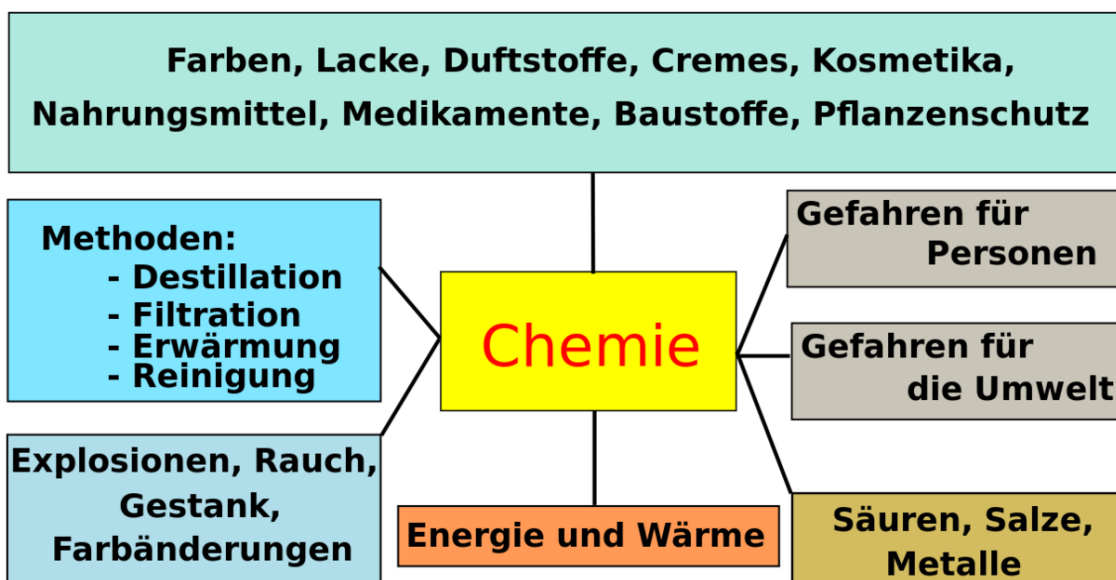 Farben, Lacke, Duftstoffe, Cremes, Kosmetika,
Nahrungsmittel, Medikamente, Baustoffe, Pflanzenschutz
Methoden:
- Destillation
- Filtration
- Erwärmung
- Reinigung
Explosionen, Rauch,
Gestank,
Farbänderungen
Chemie
Energie und Wärme
Gefahren für
Personen
Gefahren für
die Umwelt
Säuren, Salze,
Metalle